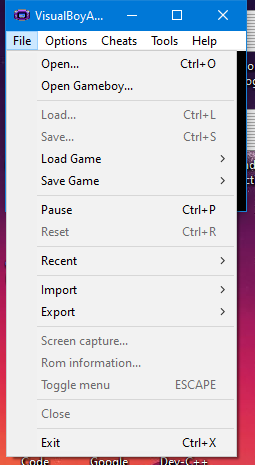 VisualBoyA...
File Options Cheats Tools Help
Open... Ctrl+O
Open Gameboy...
Load... Ctrl+L
Save... Ctrl+S
Load Game
Save Game
Pause Ctrl+P
Reset Ctrl+R
Recent
Import
Export
Screen capture...
Rom information...
Toggle menu ESCAPE
Close
Exit Ctrl+X
Code Google Dev-C++